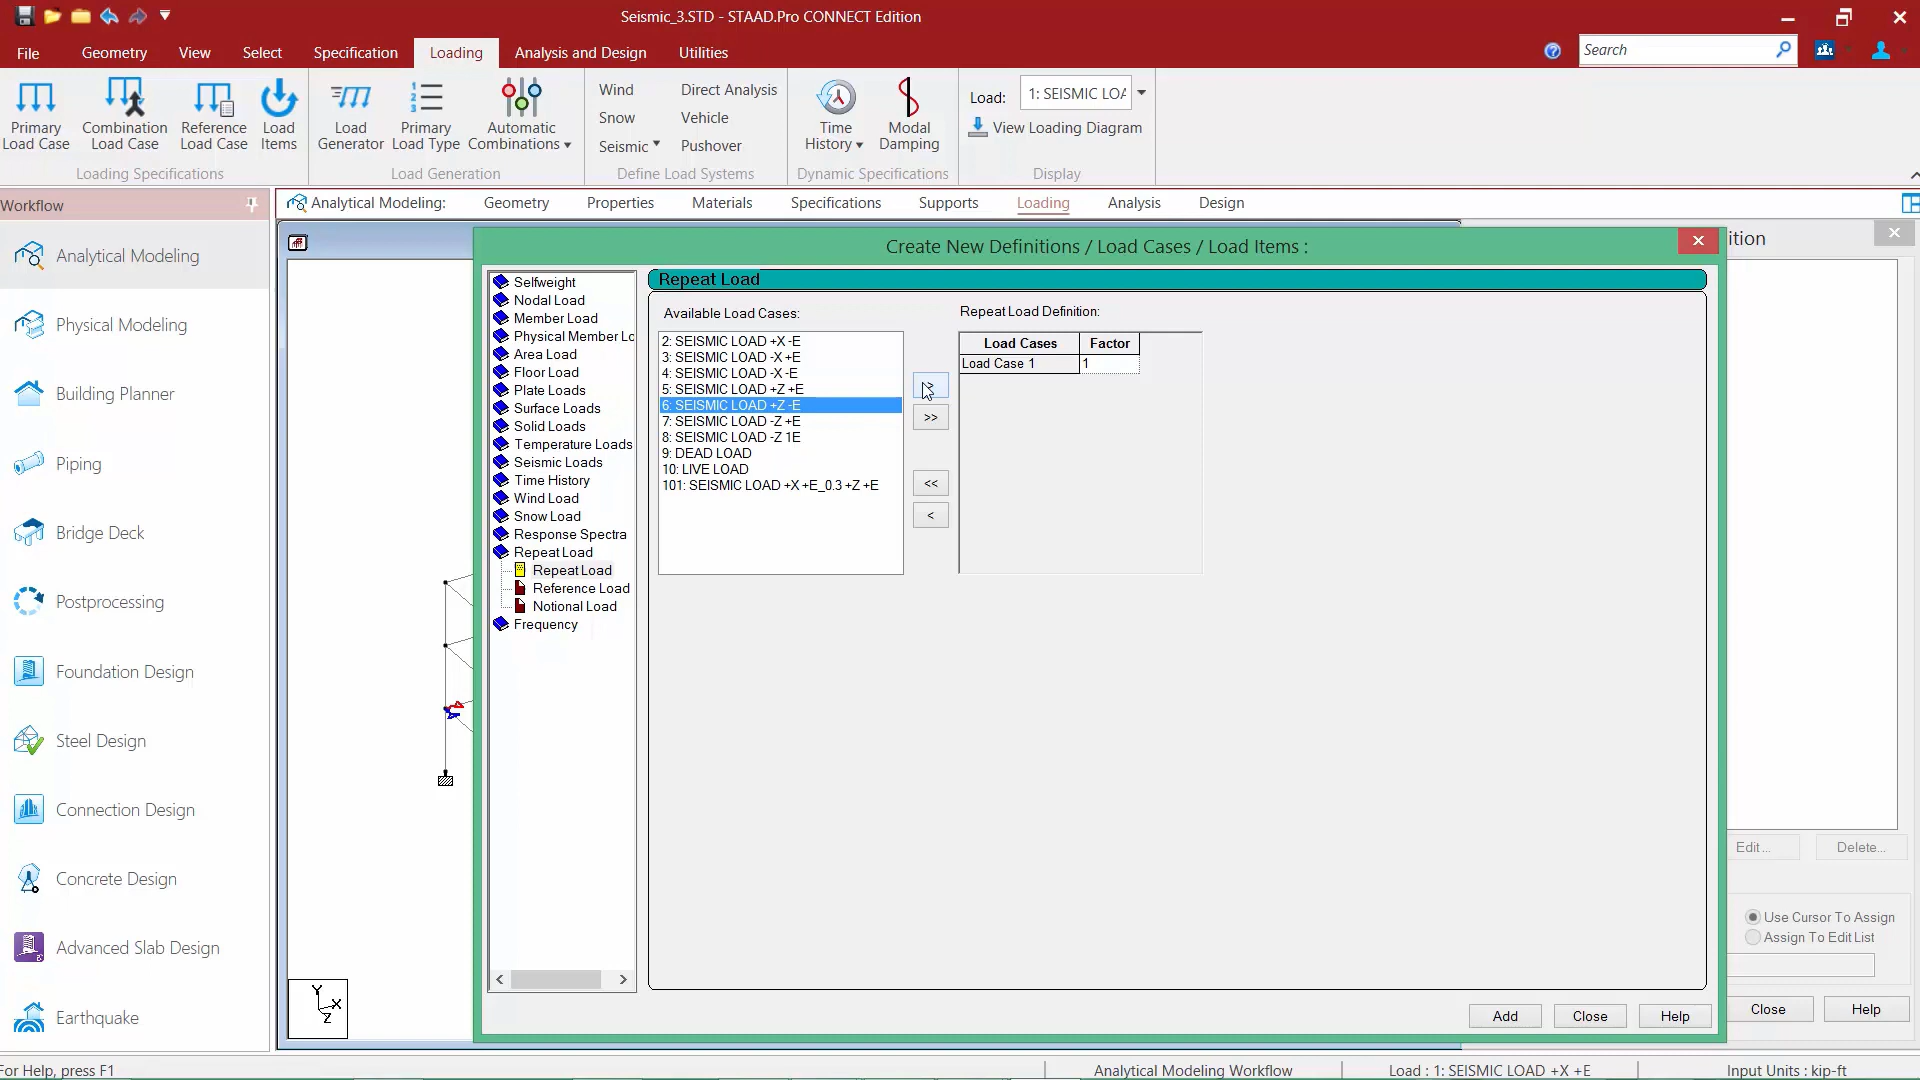 Seismic_3.STD - STAAD.Pro CONNECT Edition
File Geometry View Select Specification Loading Analysis and Design Utilities
Search
Primary Load Case
Combination Load Case
Reference Load Case
Load Items
Loading Specifications
Load Generator
Primary Load Type
Automatic Combinations
Load Generation
Wind
Snow
Seismic
Direct Analysis
Vehicle
Pushover
Define Load Systems
Time History
Modal Damping
Dynamic Specifications
Load: 1: SEISMIC LOA
View Loading Diagram
Display
Workflow
Analytical Modeling: Geometry Properties Materials Specifications Supports Loading Analysis Design
Analytical Modeling
Physical Modeling
Building Planner
Piping
Bridge Deck
Postprocessing
Foundation Design
Steel Design
Connection Design
Concrete Design
Advanced Slab Design
Earthquake
Create New Definitions / Load Cases / Load Items :
Selfweight
Nodal Load
Member Load
Physical Member Lo
Area Load
Floor Load
Plate Loads
Surface Loads
Solid Loads
Temperature Loads
Seismic Loads
Time History
Wind Load
Snow Load
Response Spectra
Repeat Load
Repeat Load
Reference Load
Notional Load
Frequency
Repeat Load
Available Load Cases:
2: SEISMIC LOAD +X -E
3: SEISMIC LOAD -X +E
4: SEISMIC LOAD -X -E
5: SEISMIC LOAD +Z +E
6: SEISMIC LOAD +Z -E
7: SEISMIC LOAD -Z +E
8: SEISMIC LOAD -Z 1E
9: DEAD LOAD
10: LIVE LOAD
101: SEISMIC LOAD +X +E_0.3 +Z +E
>
>>
<<
<
Repeat Load Definition:
Load Cases Factor
Load Case 1 1
Add Close Help
ition
Edit... Delete...
Use Cursor To Assign
Assign To Edit List
Close Help
Y
X
Z
For Help, press F1
Analytical Modeling Workflow
Load : 1: SEISMIC LOAD +X +E
Input Units : kip-ft